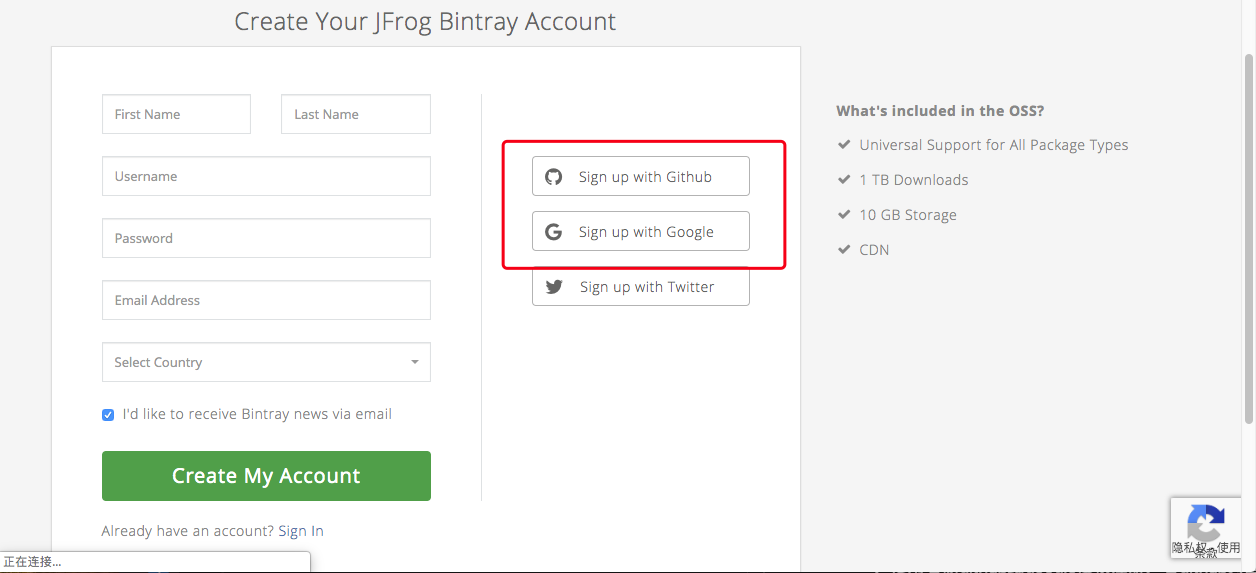 Create Your JFrog Bintray Account
First Name
Last Name
Username
Password
Email Address
Select Country
I'd like to receive Bintray news via email
Create My Account
Already have an account? Sign In
Sign up with Github
Sign up with Google
Sign up with Twitter
What's included in the OSS?
Universal Support for All Package Types
1 TB Downloads
10 GB Storage
CDN
隐私权 - 使用
条款
正在连接...